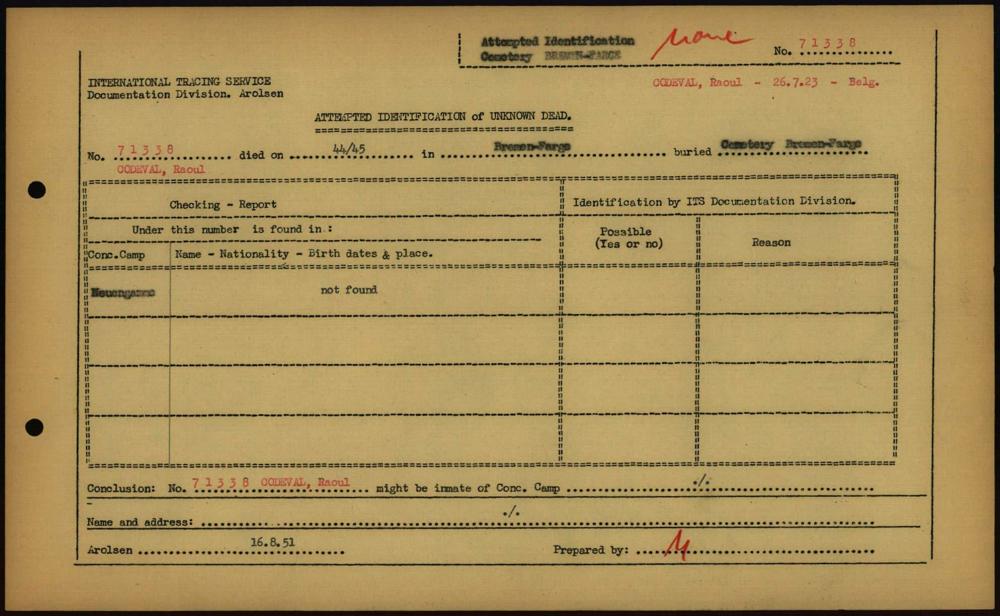 Attempted Identification
Cemetery BREMEN-FARGE
None
No. 71338
INTERNATIONAL TRACING SERVICE
Documentation Division. Arolsen
CODEVAL, Raoul - 26.7.23 - Belg.
ATTEMPTED IDENTIFICATION of UNKNOWN DEAD.
No. 71338 died on 44/45 in Bremen-Farge buried Cemetery Bremen-Farge
CODEVAL, Raoul
Checking - Report
Identification by ITS Documentation Division.
Under this number is found in :
Possible
(Yes or no)
Reason
Conc.Camp
Name - Nationality - Birth dates & place.
Neuengamme
not found
Conclusion: No. 71338 CODEVAL, Raoul might be inmate of Conc. Camp ./.
Name and address: ./.
Arolsen 16.8.51
Prepared by: